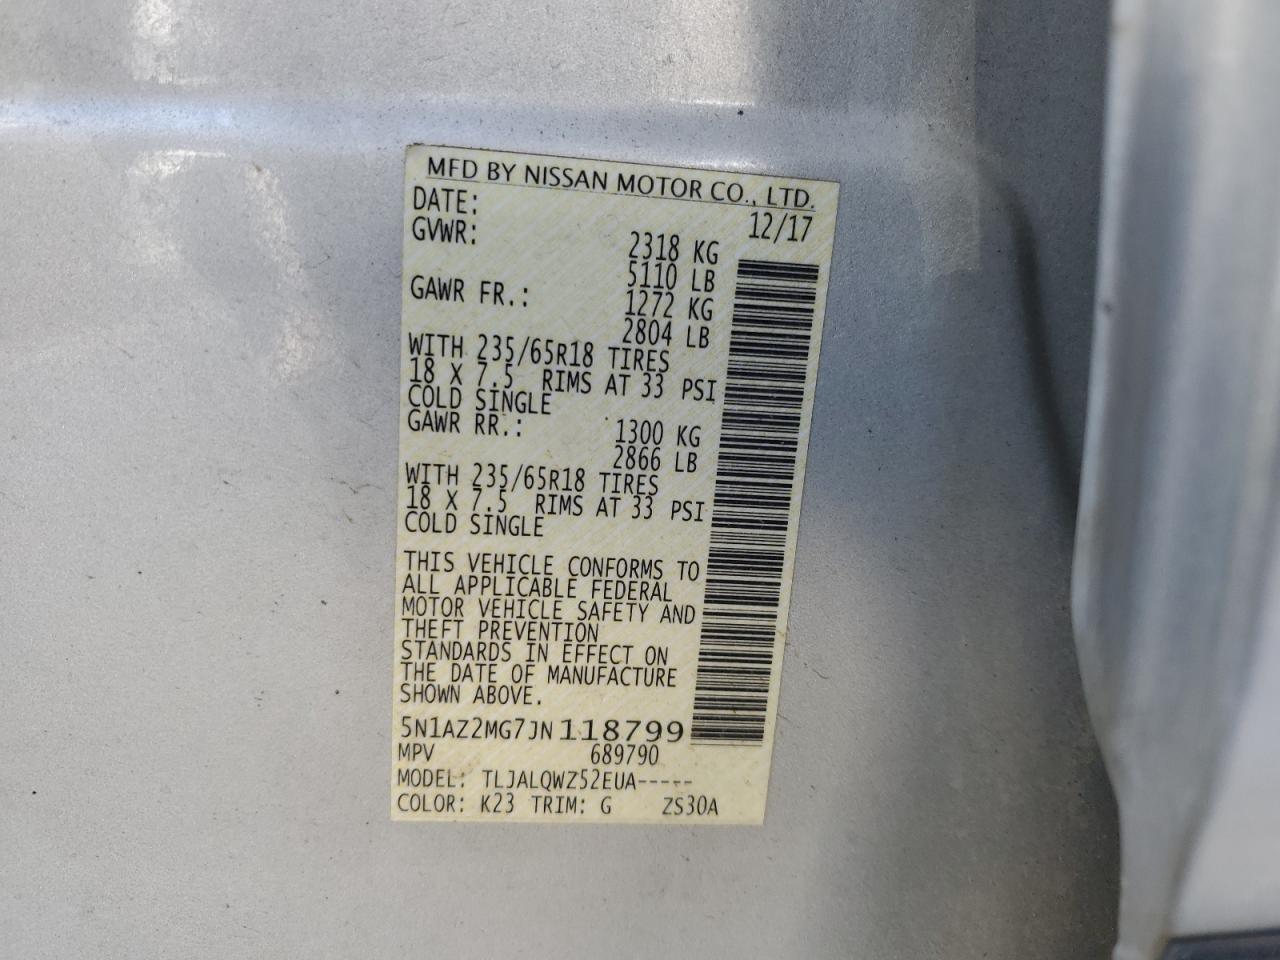 MFD BY NISSAN MOTOR CO., LTD.
DATE: 12/17
GVWR: 2318 KG
5110 LB
GAWR FR.: 1272 KG
2804 LB
WITH 235/65R18 TIRES
18 X 7.5 RIMS AT 33 PSI
COLD SINGLE
GAWR RR.: 1300 KG
2866 LB
WITH 235/65R18 TIRES
18 X 7.5 RIMS AT 33 PSI
COLD SINGLE
THIS VEHICLE CONFORMS TO
ALL APPLICABLE FEDERAL
MOTOR VEHICLE SAFETY AND
THEFT PREVENTION
STANDARDS IN EFFECT ON
THE DATE OF MANUFACTURE
SHOWN ABOVE.
5N1AZ2MG7JN118799
MPV 689790
MODEL: TLJALQWZ52EUA-----
COLOR: K23 TRIM: G ZS30A